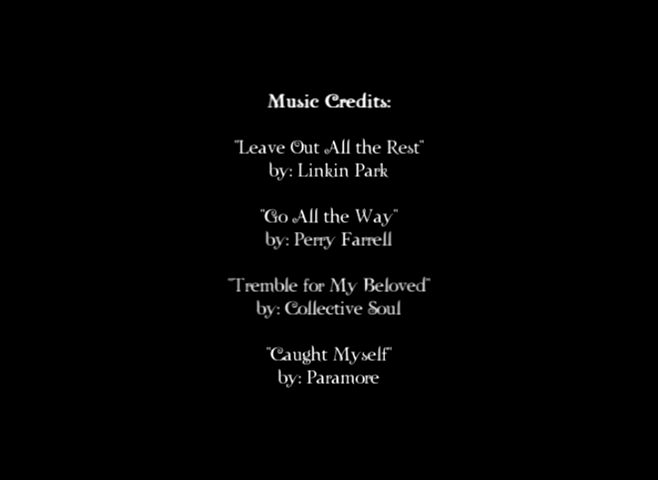 Music Credits:
"Leave Out All the Rest"
by: Linkin Park
"Go All the Way"
by: Perry Farrell
"Tremble for My Beloved"
by: Collective Soul
"Caught Myself"
by: Paramore